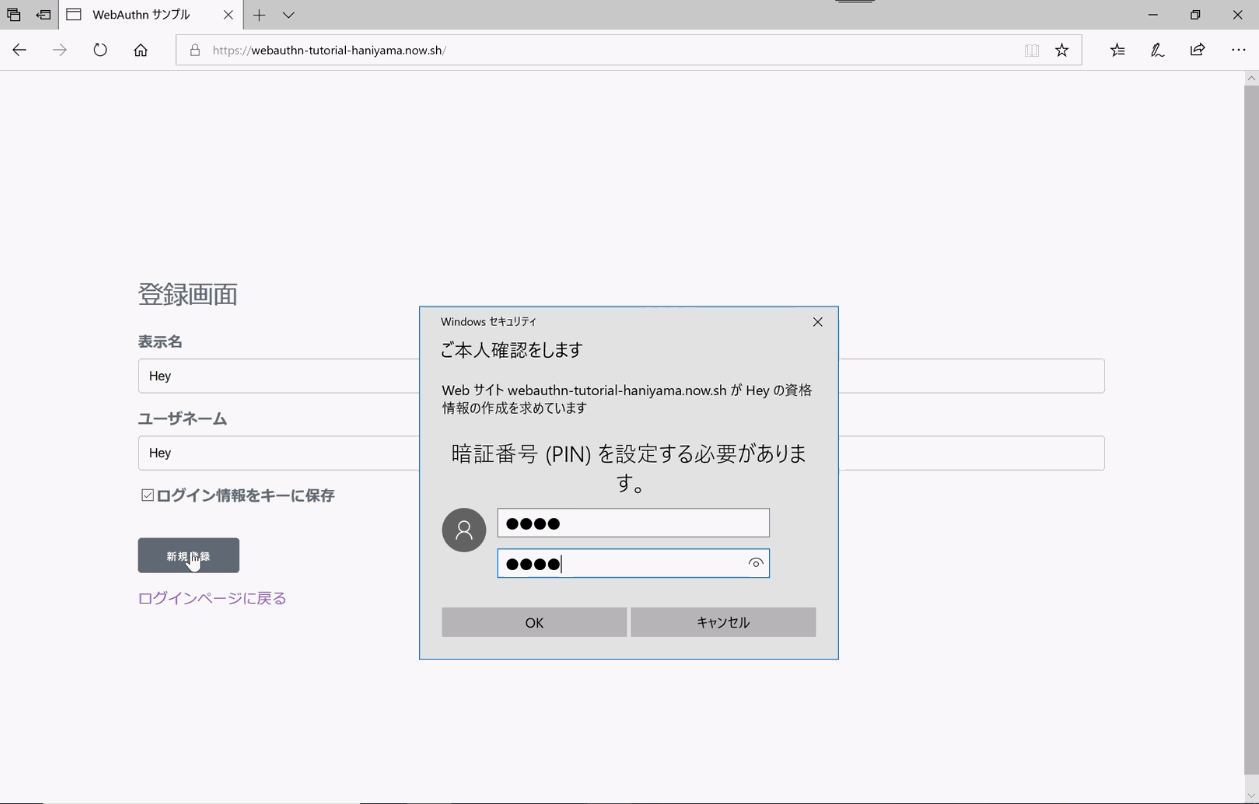 WebAuthn サンプル
https://webauthn-tutorial-haniyama.now.sh/
登録画面
表示名
Hey
ユーザネーム
Hey
ログイン情報をキーに保存
新規登録
ログインページに戻る
Windows セキュリティ
ご本人確認をします
Web サイト webauthn-tutorial-haniyama.now.sh が Hey の資格
情報の作成を求めています
暗証番号 (PIN) を設定する必要がありま
す。
●●●●
●●●●
OK
キャンセル